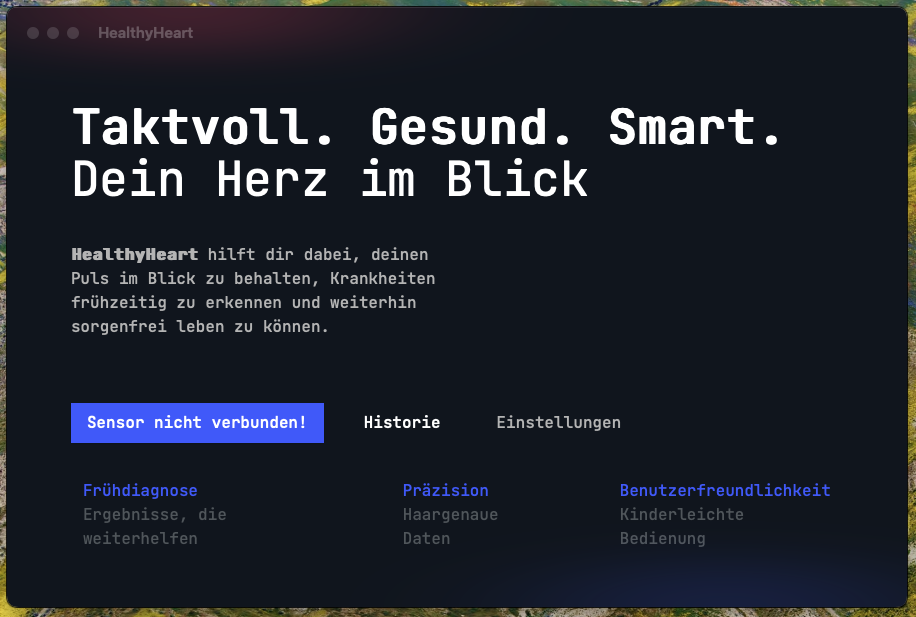 HealthyHeart
Taktvoll. Gesund. Smart.
Dein Herz im Blick
HealthyHeart hilft dir dabei, deinen
Puls im Blick zu behalten, Krankheiten
frühzeitig zu erkennen und weiterhin
sorgenfrei leben zu können.
Sensor nicht verbunden! Historie Einstellungen
Frühdiagnose Präzision Benutzerfreundlichkeit
Ergebnisse, die Haargenaue Kinderleichte
weiterhelfen Daten Bedienung